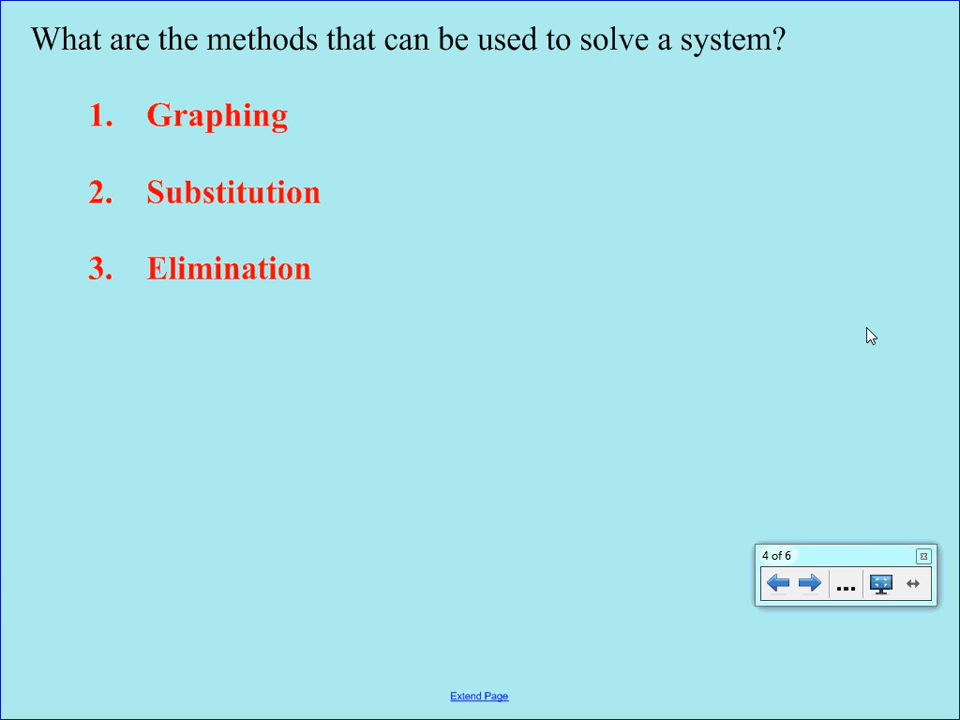 What are the methods that can be used to solve a system?
1. Graphing
2. Substitution
3. Elimination
4 of 6
...
Extend Page